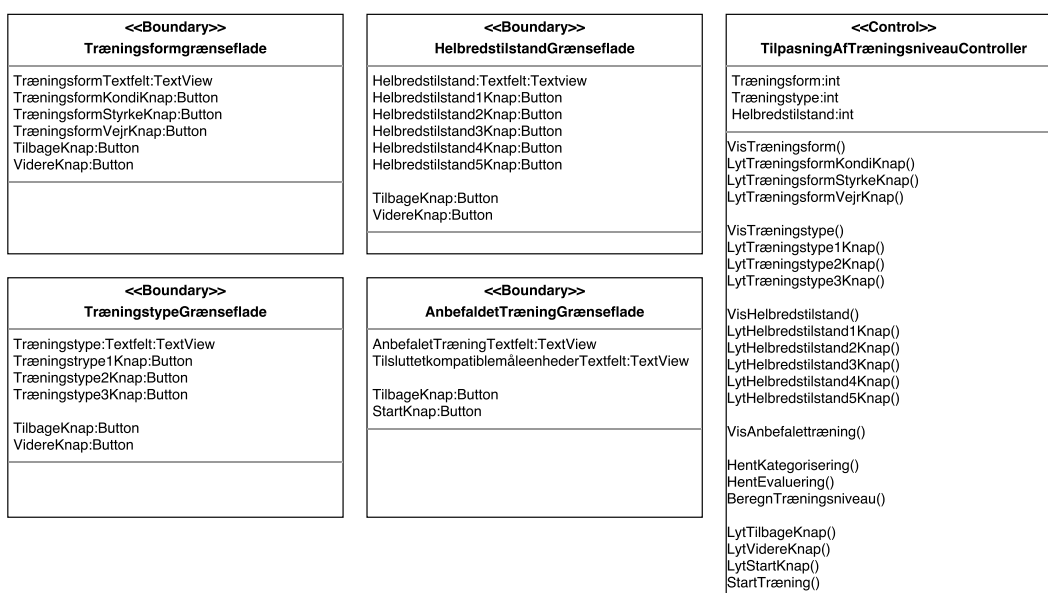 <<Boundary>>
Træningsformgrænseflade
TræningsformTextfelt:TextView
TræningsformKondiKnap:Button
TræningsformStyrkeKnap:Button
TræningsformVejrKnap:Button
TilbageKnap:Button
VidereKnap:Button
<<Boundary>>
HelbredstilstandGrænseflade
Helbredstilstand:Textfelt:Textview
Helbredstilstand1Knap:Button
Helbredstilstand2Knap:Button
Helbredstilstand3Knap:Button
Helbredstilstand4Knap:Button
Helbredstilstand5Knap:Button
TilbageKnap:Button
VidereKnap:Button
<<Control>>
TilpasningAfTræningsniveauController
Træningsform:int
Træningstype:int
Helbredstilstand:int
VisTræningsform()
LytTræningsformKondiKnap()
LytTræningsformStyrkeKnap()
LytTræningsformVejrKnap()
VisTræningstype()
LytTræningstype1Knap()
LytTræningstype2Knap()
LytTræningstype3Knap()
VisHelbredstilstand()
LytHelbredstilstand1Knap()
LytHelbredstilstand2Knap()
LytHelbredstilstand3Knap()
LytHelbredstilstand4Knap()
LytHelbredstilstand5Knap()
VisAnbefalettræning()
HentKategorisering()
HentEvaluering()
BeregnTræningsniveau()
LytTilbageKnap()
LytVidereKnap()
LytStartKnap()
StartTræning()
<<Boundary>>
TræningstypeGrænseflade
Træningstype:Textfelt:TextView
Træningstrype1Knap:Button
Træningstype2Knap:Button
Træningstype3Knap:Button
TilbageKnap:Button
VidereKnap:Button
<<Boundary>>
AnbefaldetTræningGrænseflade
AnbefaletTræningTextfelt:TextView
TilsluttetkompatiblemåleenhederTextfelt:TextView
TilbageKnap:Button
StartKnap:Button